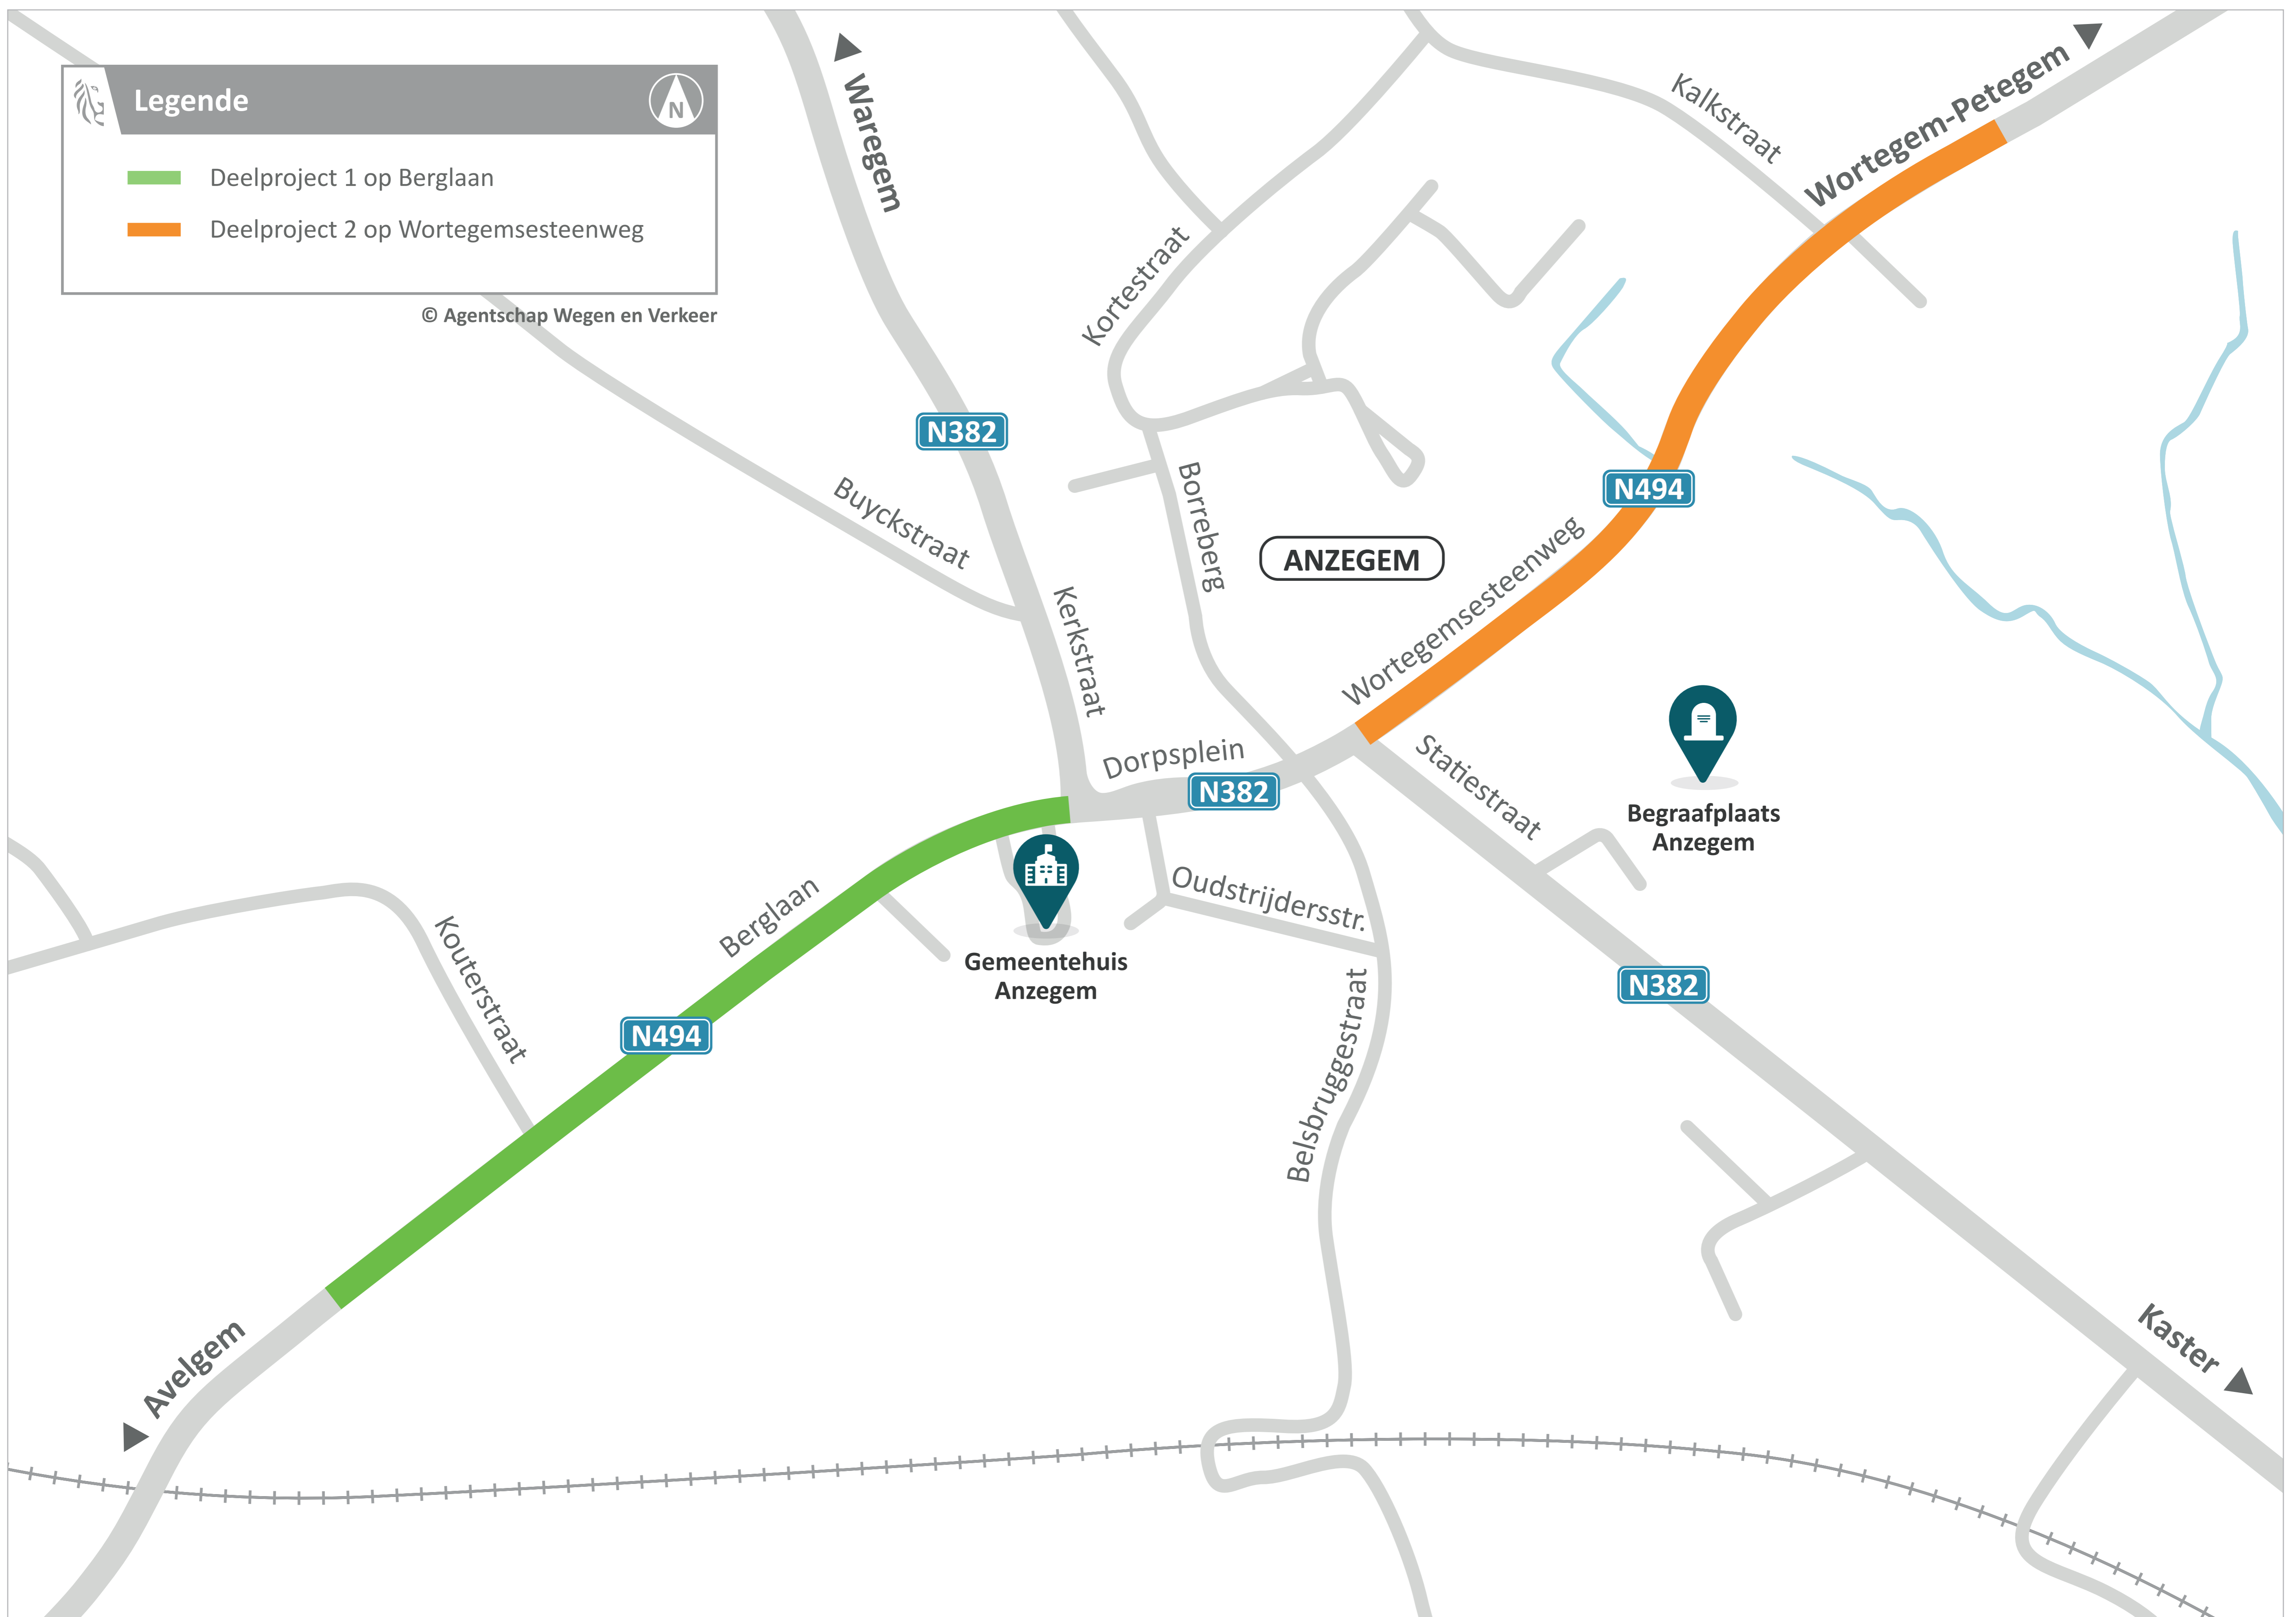 Legende
N
Deelproject 1 op Berglaan
Deelproject 2 op Wortegemsesteenweg
© Agentschap Wegen en Verkeer
Waregem
Wortegem-Petegem
Kalkstraat
Kortestraat
N382
Buyckstraat
Borreberg
N494
ANZEGEM
Wortegemsesteenweg
Kerkstraat
Dorpsplein
N382
Statiestraat
Begraafplaats
Anzegem
Oudstrijdersstr.
Berglaan
Gemeentehuis
Anzegem
Kouterstraat
N494
N382
Belsbruggestraat
Avelgem
Kaster